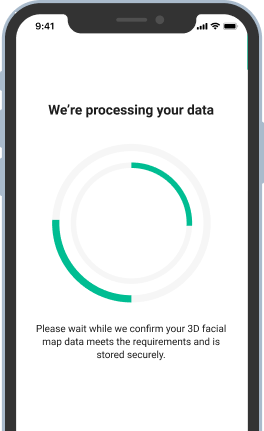 9:41
We're processing your data
Please wait while we confirm your 3D facial
map data meets the requirements and is
stored securely.